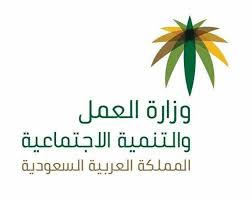 وزارة العمل
والتنمية الاجتماعية
المملكة العربية السعودية